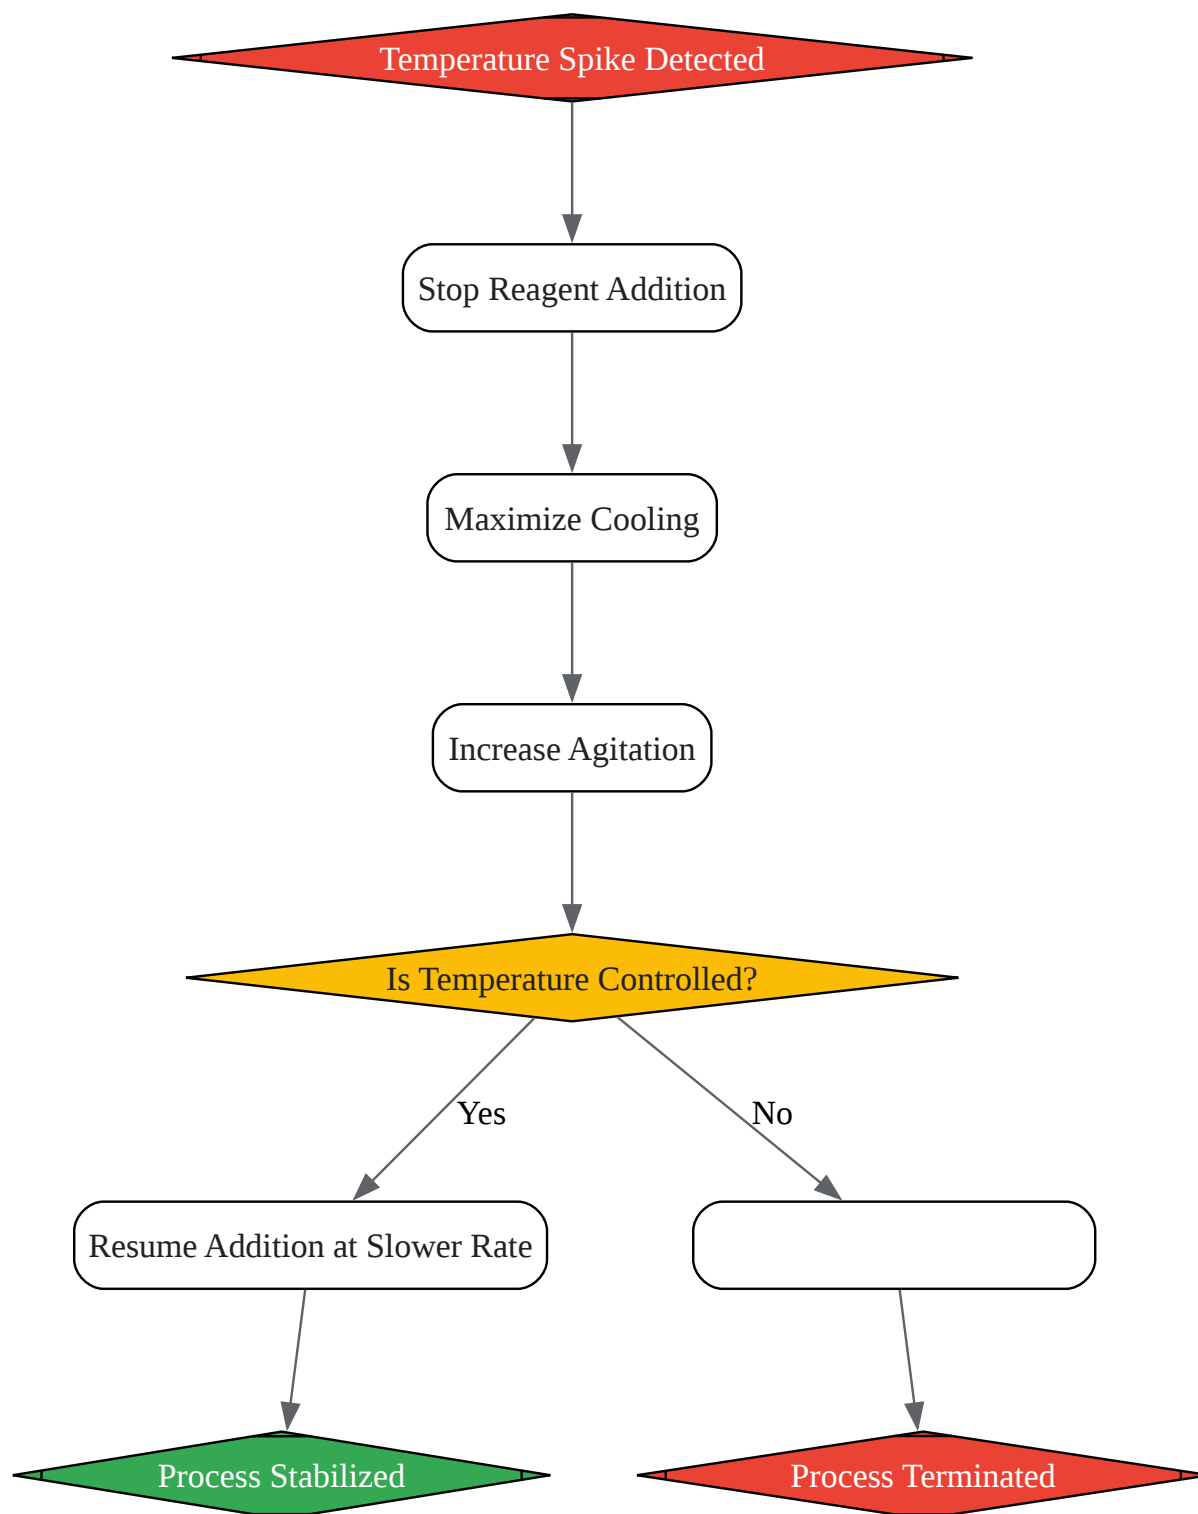 Temperature Spike Detected
Stop Reagent Addition
Maximize Cooling
Increase Agitation
Is Temperature Controlled?
Yes
No
Resume Addition at Slower Rate
Process Stabilized
Process Terminated